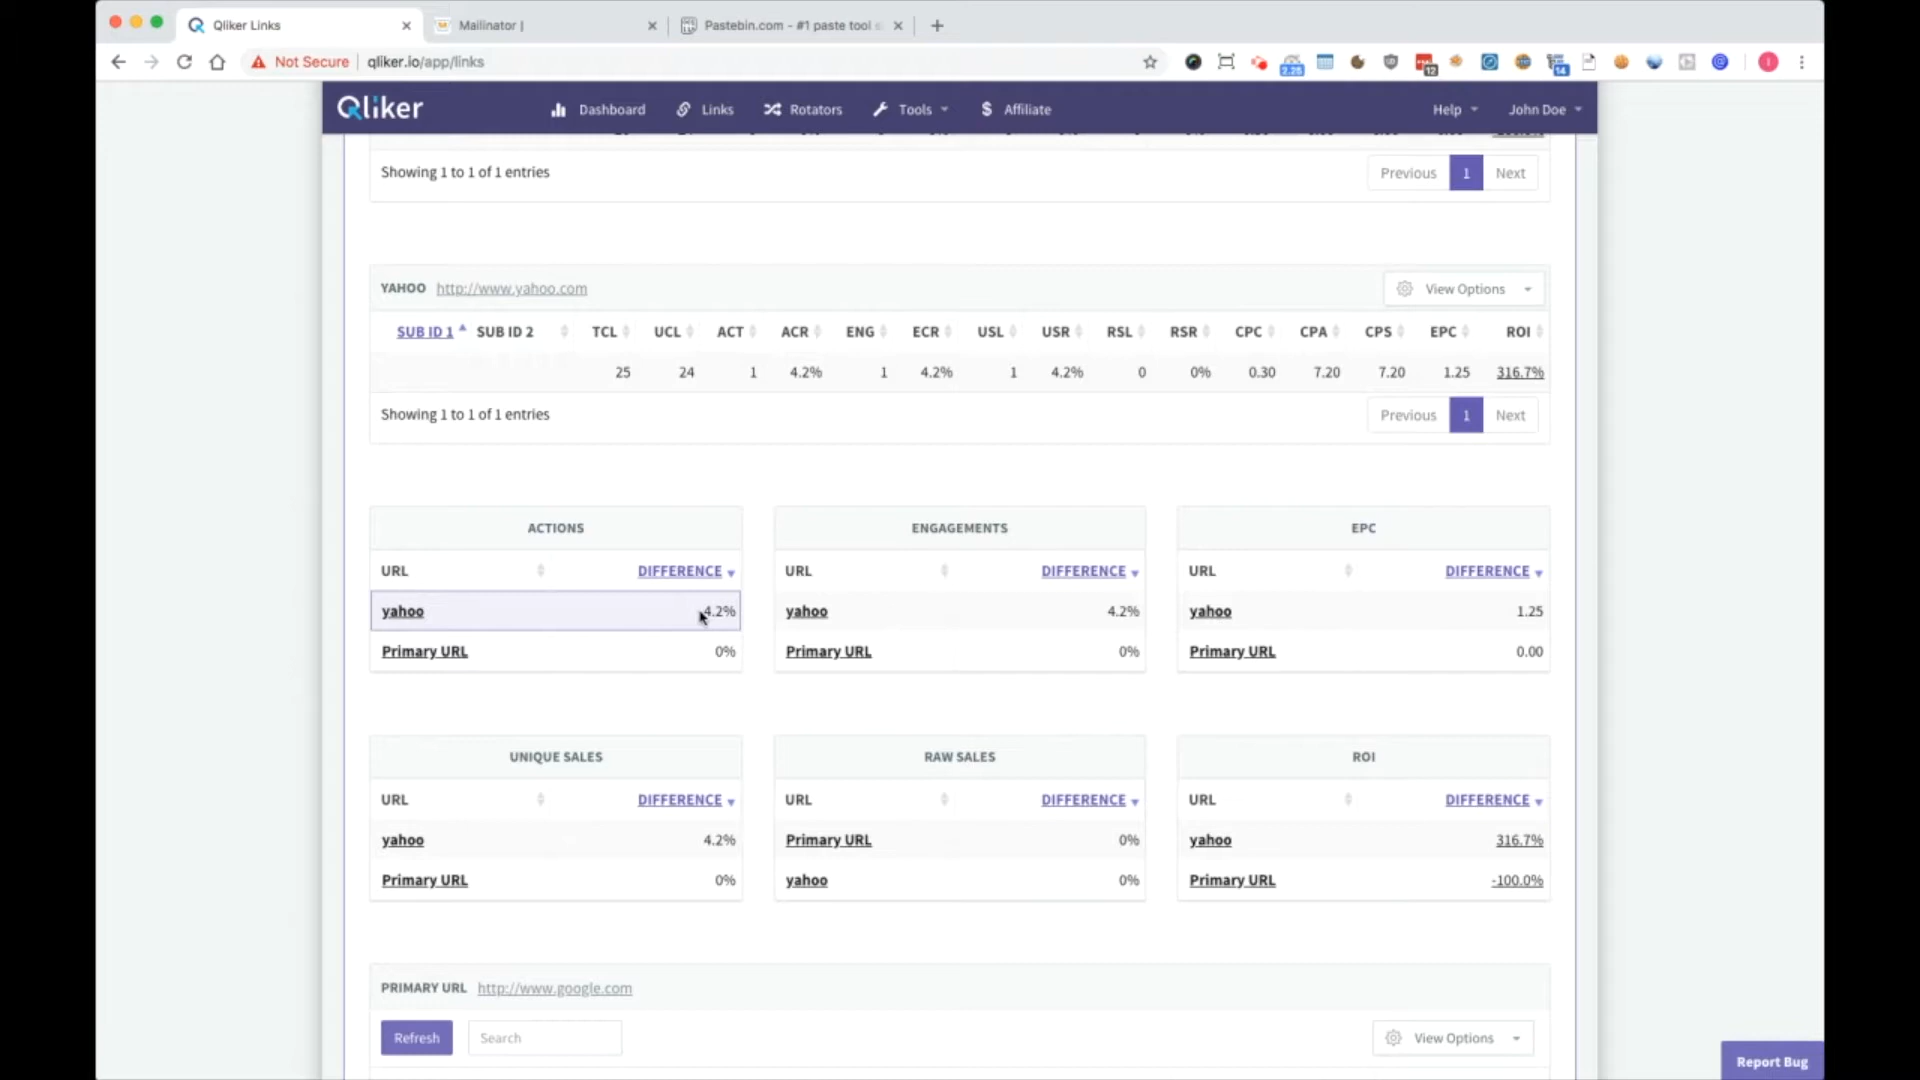 Qliker Links
Mailinator |
Pastebin.com - #1 paste tool
Not Secure | qliker.io/app/links
2.25
12
14
Qliker
Dashboard
Links
Rotators
Tools
$ Affiliate
Help
John Doe
Showing 1 to 1 of 1 entries
Previous 1 Next
YAHOO http://www.yahoo.com
View Options
SUB ID 1 SUB ID 2 TCL UCL ACT ACR ENG ECR USL USR RSL RSR CPC CPA CPS EPC ROI
25 24 1 4.2% 1 4.2% 1 4.2% 0 0% 0.30 7.20 7.20 1.25 316.7%
Showing 1 to 1 of 1 entries
Previous 1 Next
ACTIONS
URL DIFFERENCE
yahoo 4.2%
Primary URL 0%
ENGAGEMENTS
URL DIFFERENCE
yahoo 4.2%
Primary URL 0%
EPC
URL DIFFERENCE
yahoo 1.25
Primary URL 0.00
UNIQUE SALES
URL DIFFERENCE
yahoo 4.2%
Primary URL 0%
RAW SALES
URL DIFFERENCE
Primary URL 0%
yahoo 0%
ROI
URL DIFFERENCE
yahoo 316.7%
Primary URL -100.0%
PRIMARY URL http://www.google.com
Refresh
Search
View Options
Report Bug